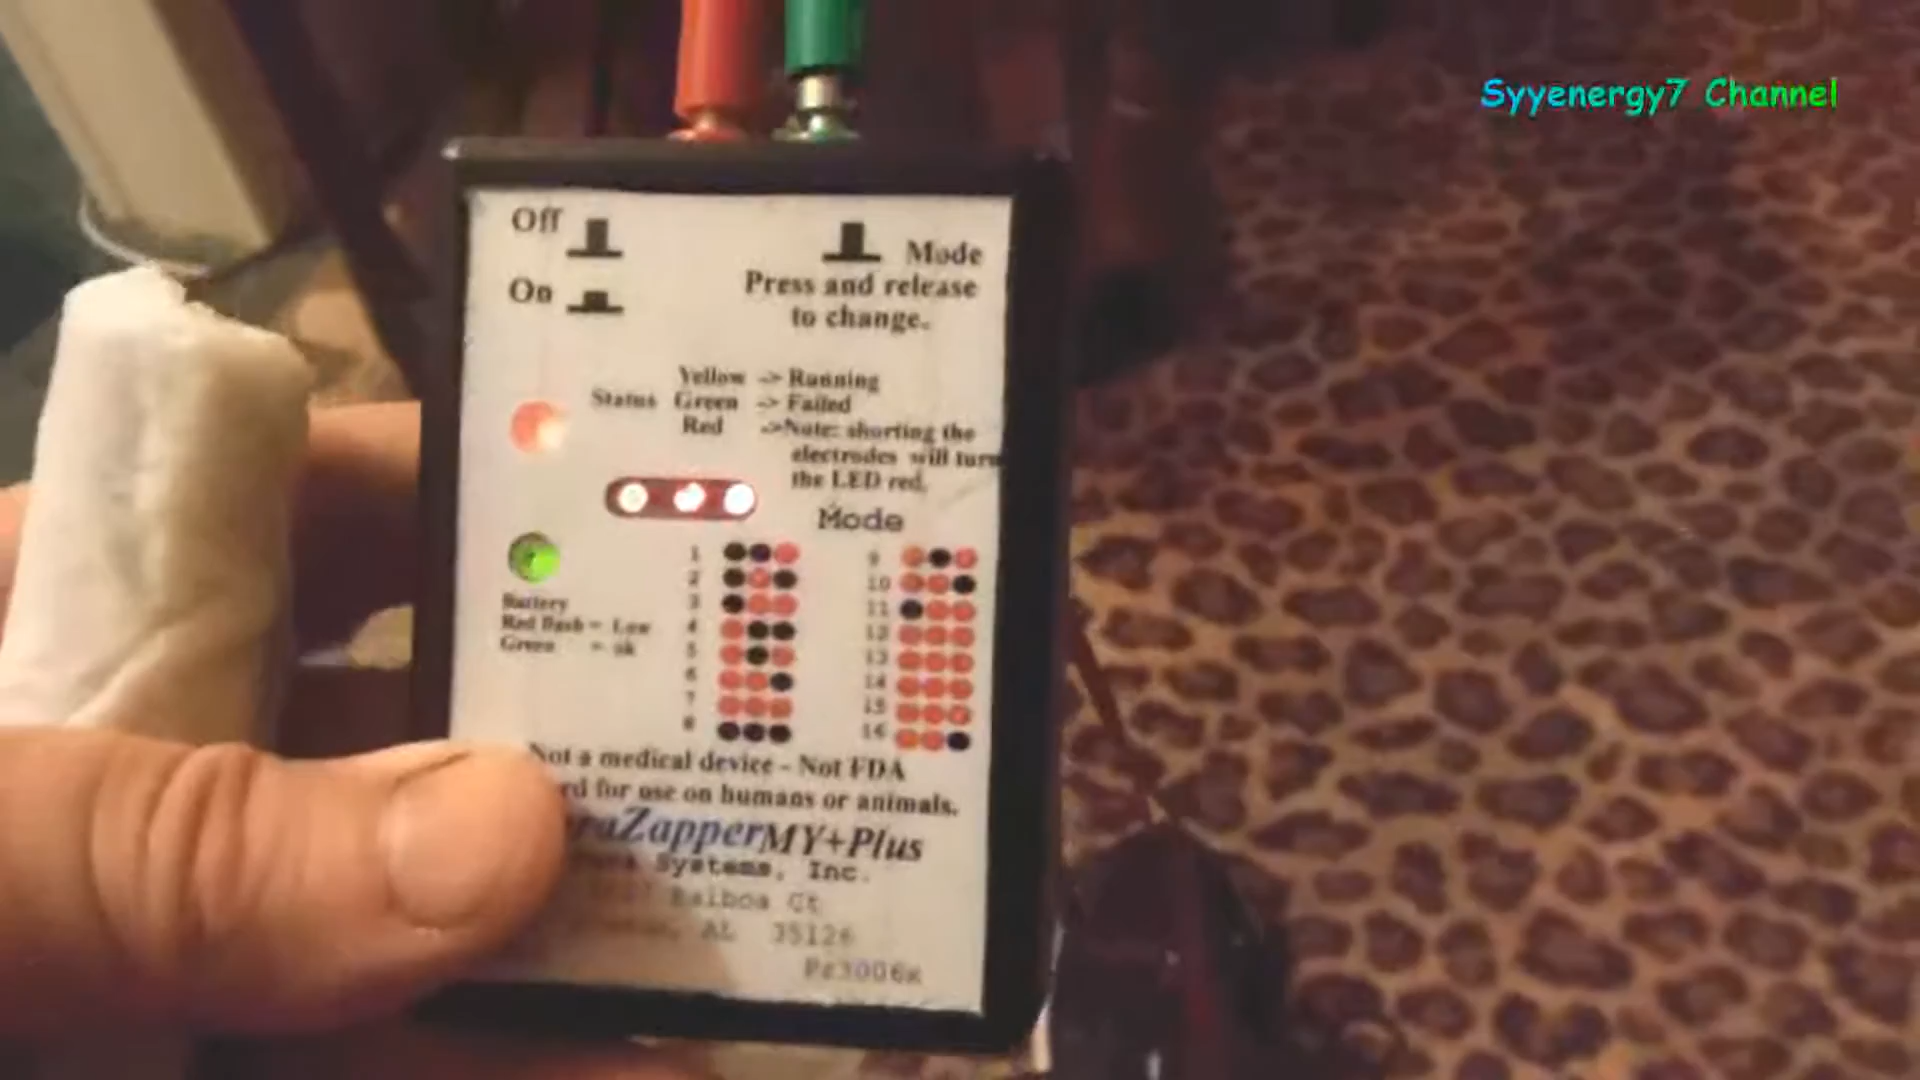 Syyenergy7 Channel
Off
On
Mode
Press and release
to change.
Yellow -> Running
Status Green -> Failed
Red ->Note: shorting the
electrodes will turn
the LED red.
Mode
1 9
2 10
3 11
4 12
5 13
6 14
7 15
8 16
Battery
Red Dash = Low
Green = ok
Not a medical device - Not FDA
rd for use on humans or animals.
raZapperMY+Plus
Systems, Inc.
Balboa Ct
AL 35126